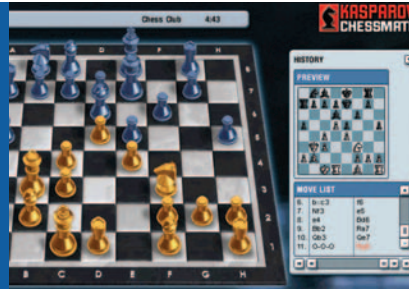 Chess Club 4:43
KASPAROV
CHESSMATE
A D F H
HISTORY
PREVIEW
MOVE LIST
6. b:c3 f6
7. Nf3 e5
8. e4 Bd6
9. Bb2 Ra7
10. Qb3 Ge7
11. O-O-O
B C D E F G H